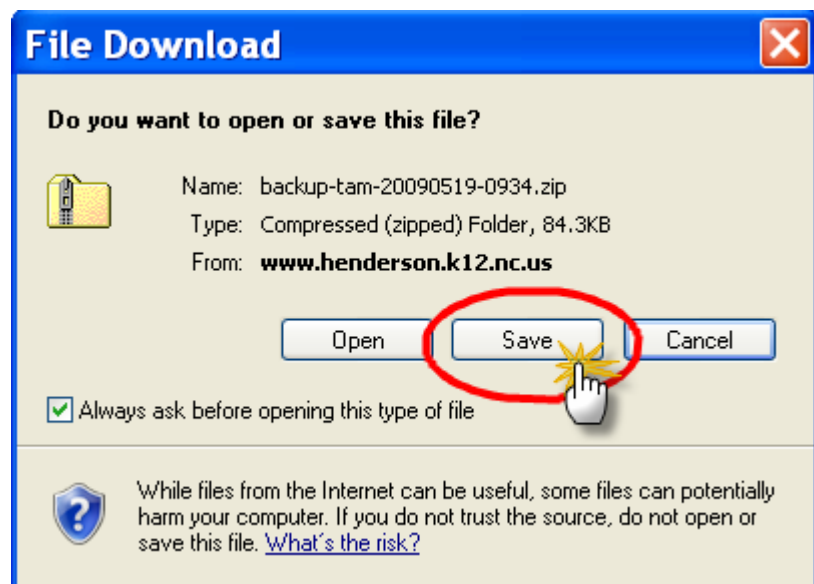 File Download
Do you want to open or save this file?
Name: backup-tam-20090519-0934.zip
Type: Compressed (zipped) Folder, 84.3KB
From: www.henderson.k12.nc.us
Open Save Cancel
Always ask before opening this type of file
While files from the Internet can be useful, some files can potentially
harm your computer. If you do not trust the source, do not open or
save this file. What's the risk?